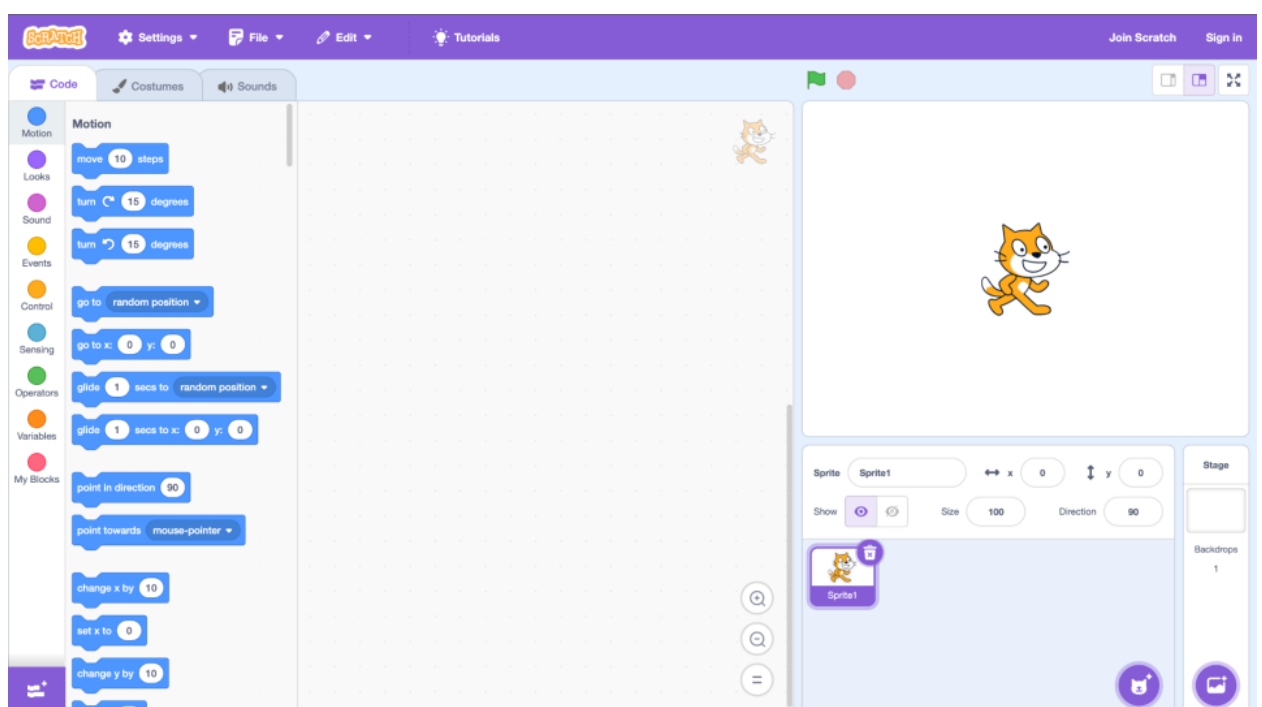 SCRATCH Settings File Edit Tutorials Join Scratch Sign in
Code Costumes Sounds
Motion
Looks
Sound
Events
Control
Sensing
Operators
Variables
My Blocks
Motion
move 10 steps
turn 15 degrees
turn 15 degrees
go to random position
go to x: 0 y: 0
glide 1 secs to random position
glide 1 secs to x: 0 y: 0
point in direction 90
point towards mouse-pointer
change x by 10
set x to 0
change y by 10
Sprite Sprite1 x 0 y 0
Show Size 100 Direction 90
Sprite1
Stage
Backdrops
1